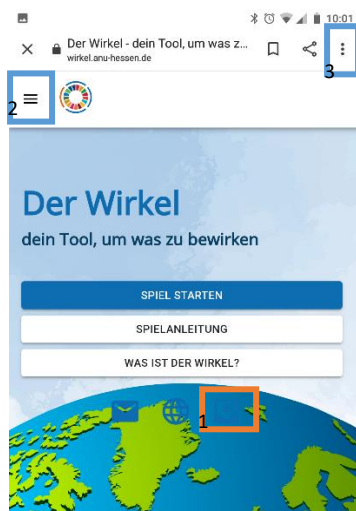 10:01
Der Wirkel - dein Tool, um was z...
wirkel.anu-hessen.de
3
2
Der Wirkel
dein Tool, um was zu bewirken
SPIEL STARTEN
SPIELANLEITUNG
WAS IST DER WIRKEL?
1